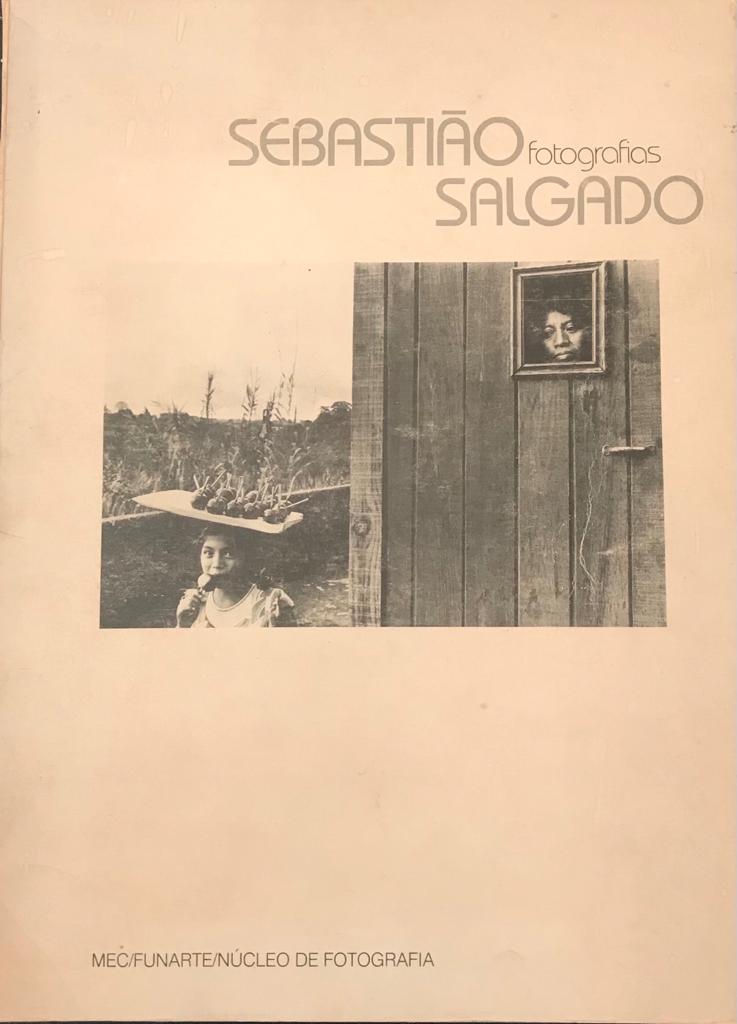 SEBASTIÃO fotografias
SALGADO
MEC/FUNARTE/NÚCLEO DE FOTOGRAFIA